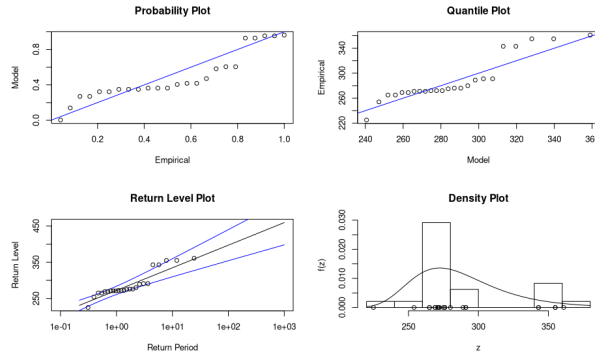 Probability Plot
Model
0.0 0.4 0.8
0.2 0.4 0.6 0.8 1.0
Empirical
Quantile Plot
Empirical
220 260 300 340
240 260 280 300 320 340 360
Model
Return Level Plot
Return Level
250 350 450
1e-01 1e+00 1e+01 1e+02 1e+03
Return Period
Density Plot
f(z)
0.000 0.010 0.020 0.030
250 300 350
z